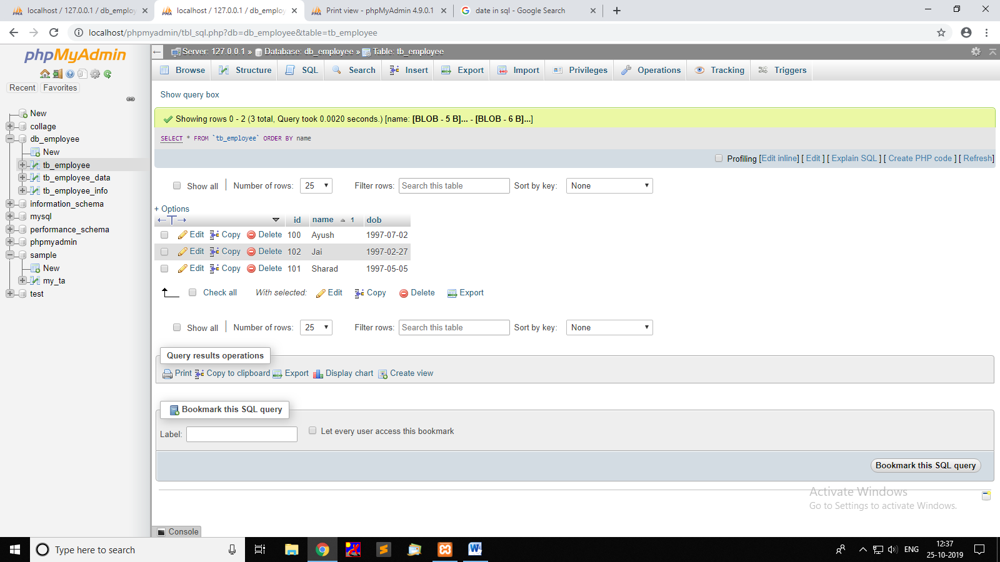 localhost / 127.0.0.1 / db_employ
localhost / 127.0.0.1 / db_employ
Print view - phpMyAdmin 4.9.0.1
date in sql - Google Search
localhost/phpmyadmin/tbl_sql.php?db=db_employee&table=tb_employee
phpMyAdmin
Recent Favorites
New
collage
db_employee
New
tb_employee
tb_employee_data
tb_employee_info
information_schema
mysql
performance_schema
phpmyadmin
sample
New
my_ta
test
Server: 127.0.0.1 » Database: db_employee » Table: tb_employee
Browse Structure SQL Search Insert Export Import Privileges Operations Tracking Triggers
Show query box
Showing rows 0 - 2 (3 total, Query took 0.0020 seconds.) [name: [BLOB - 5 B]... - [BLOB - 6 B]...]
SELECT * FROM `tb_employee` ORDER BY name
Profiling [Edit inline] [ Edit ] [ Explain SQL ] [ Create PHP code ] [ Refresh]
Show all | Number of rows: 25 Filter rows: Search this table Sort by key: None
+ Options
id name 1 dob
Edit Copy Delete 100 Ayush 1997-07-02
Edit Copy Delete 102 Jai 1997-02-27
Edit Copy Delete 101 Sharad 1997-05-05
Check all With selected: Edit Copy Delete Export
Show all | Number of rows: 25 Filter rows: Search this table Sort by key: None
Query results operations
Print Copy to clipboard Export Display chart Create view
Bookmark this SQL query
Label: Let every user access this bookmark
Bookmark this SQL query
Activate Windows
Go to Settings to activate Windows.
Console
Type here to search
ENG
12:37
25-10-2019